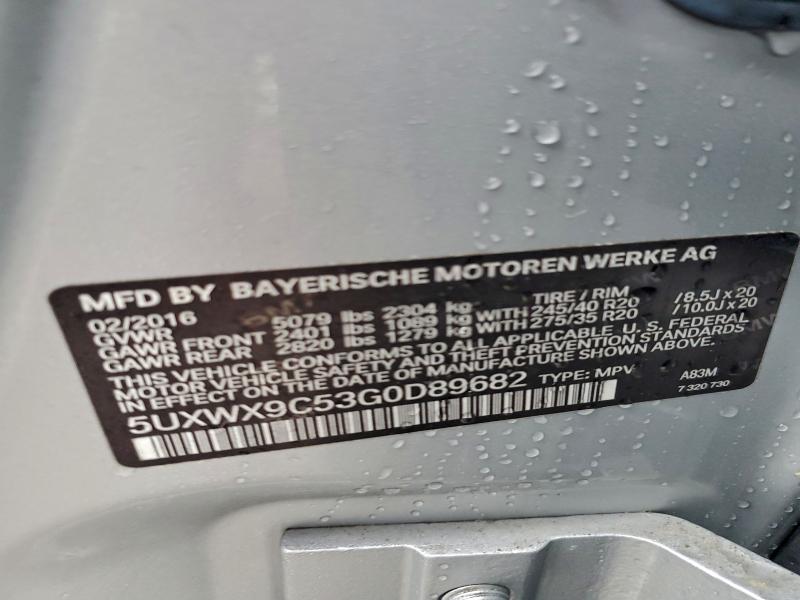 MFD BY BAYERISCHE MOTOREN WERKE AG
02/2016 TIRE / RIM
GVWR 5079 lbs 2304 kg
GAWR FRONT 2401 lbs 1089 kg WITH 245/40 R20 /8.5J x 20
GAWR REAR 2820 lbs 1279 kg WITH 275/35 R20 /10.0J x 20
THIS VEHICLE CONFORMS TO ALL APPLICABLE U.S. FEDERAL
MOTOR VEHICLE SAFETY AND THEFT PREVENTION STANDARDS
IN EFFECT ON THE DATE OF MANUFACTURE SHOWN ABOVE.
5UXWX9C53G0D89682 TYPE: MPV A83M
7 320 730